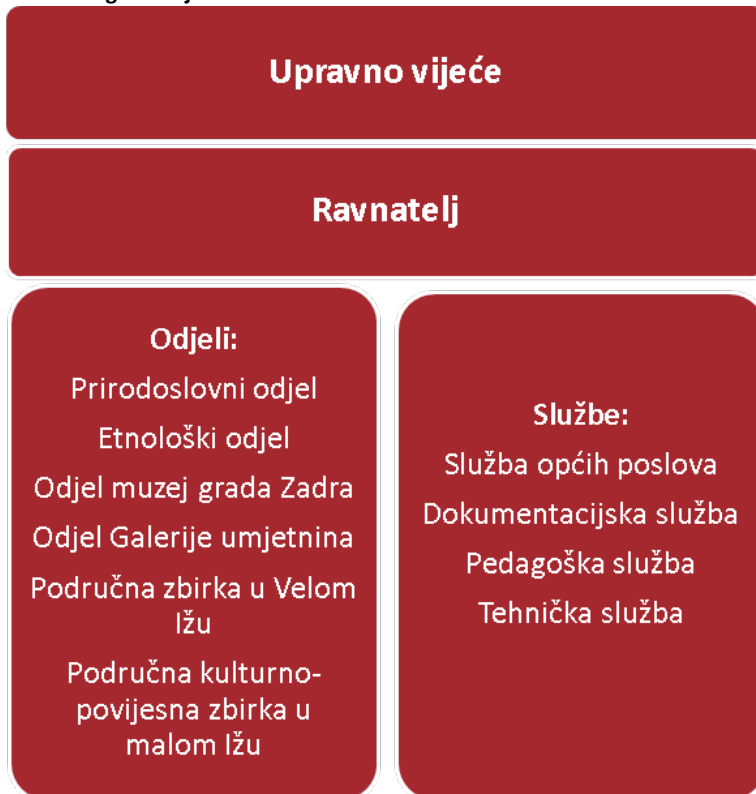 Upravno vijeće
Ravnatelj
Odjeli:
Prirodoslovni odjel
Etnološki odjel
Odjel muzej grada Zadra
Odjel Galerije umjetnina
Područna zbirka u Velom
Ižu
Područna kulturno-
povijesna zbirka u
malom Ižu
Službe:
Služba općih poslova
Dokumentacijska služba
Pedagoška služba
Tehnička služba